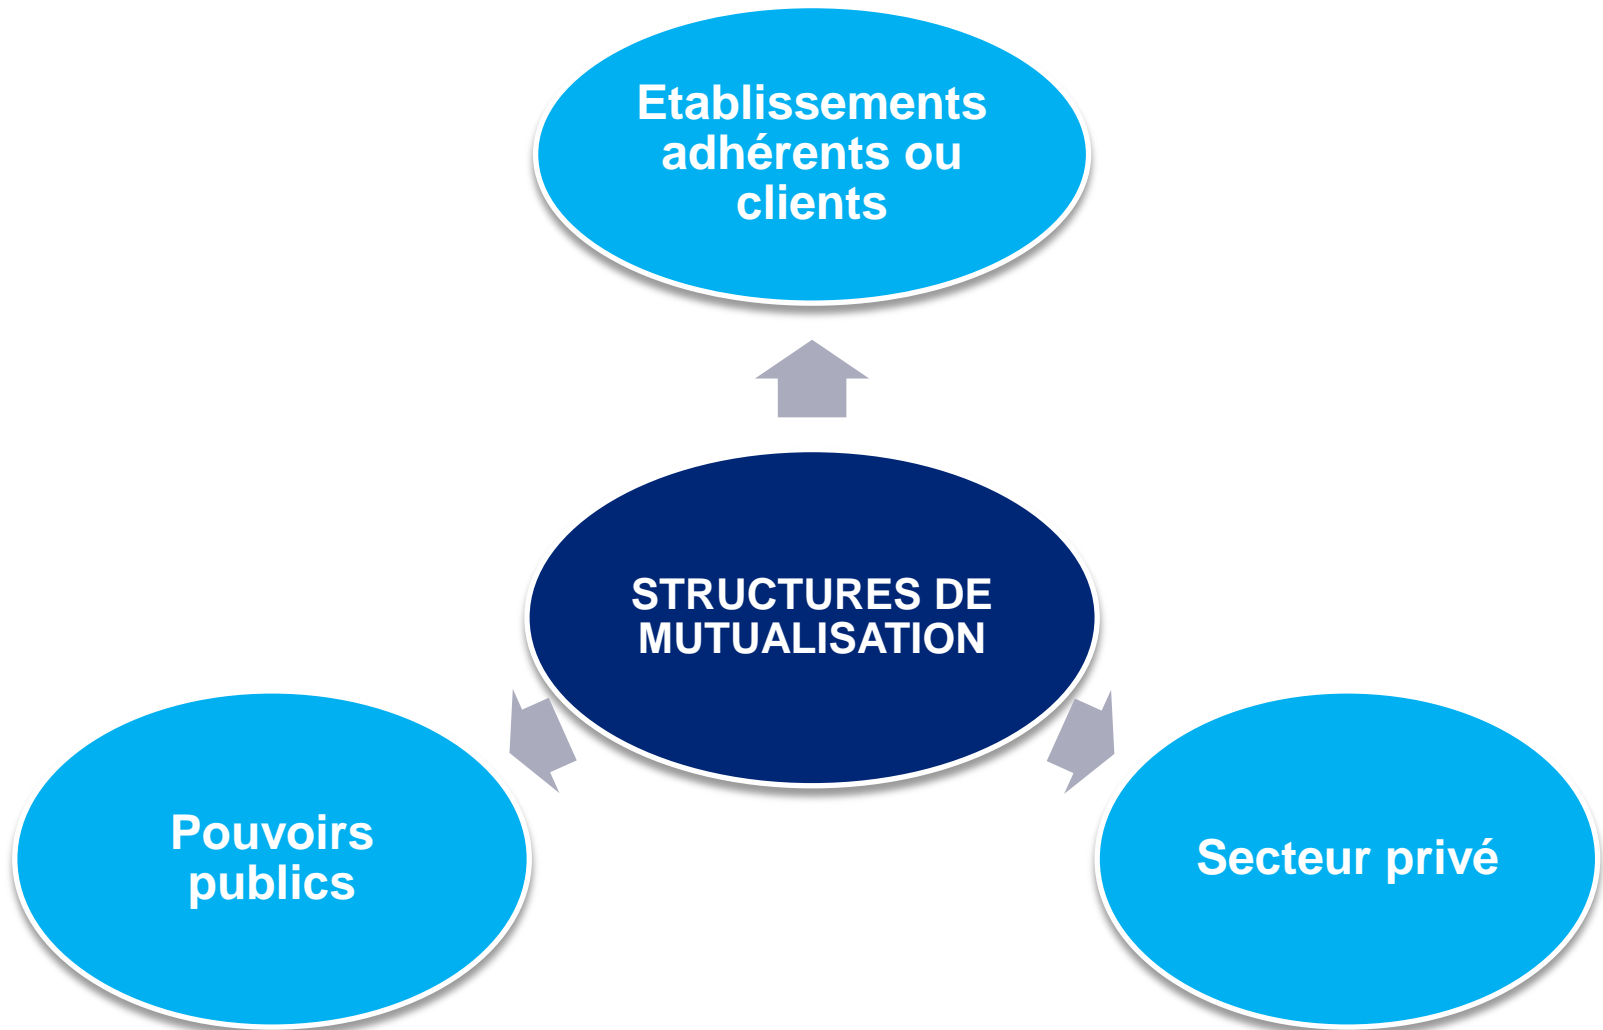 Etablissements
adhérents ou
clients
STRUCTURES DE
MUTUALISATION
Pouvoirs
publics
Secteur privé